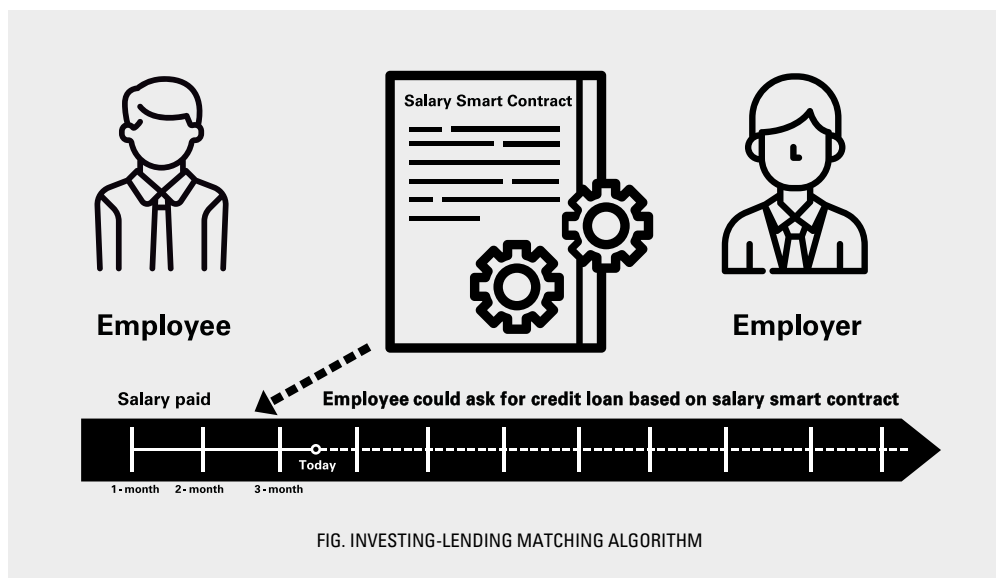 Salary Smart Contract
Employee
Employer
Salary paid
Employee could ask for credit loan based on salary smart contract
Today
1-month
2-month
3-month
FIG. INVESTING-LENDING MATCHING ALGORITHM